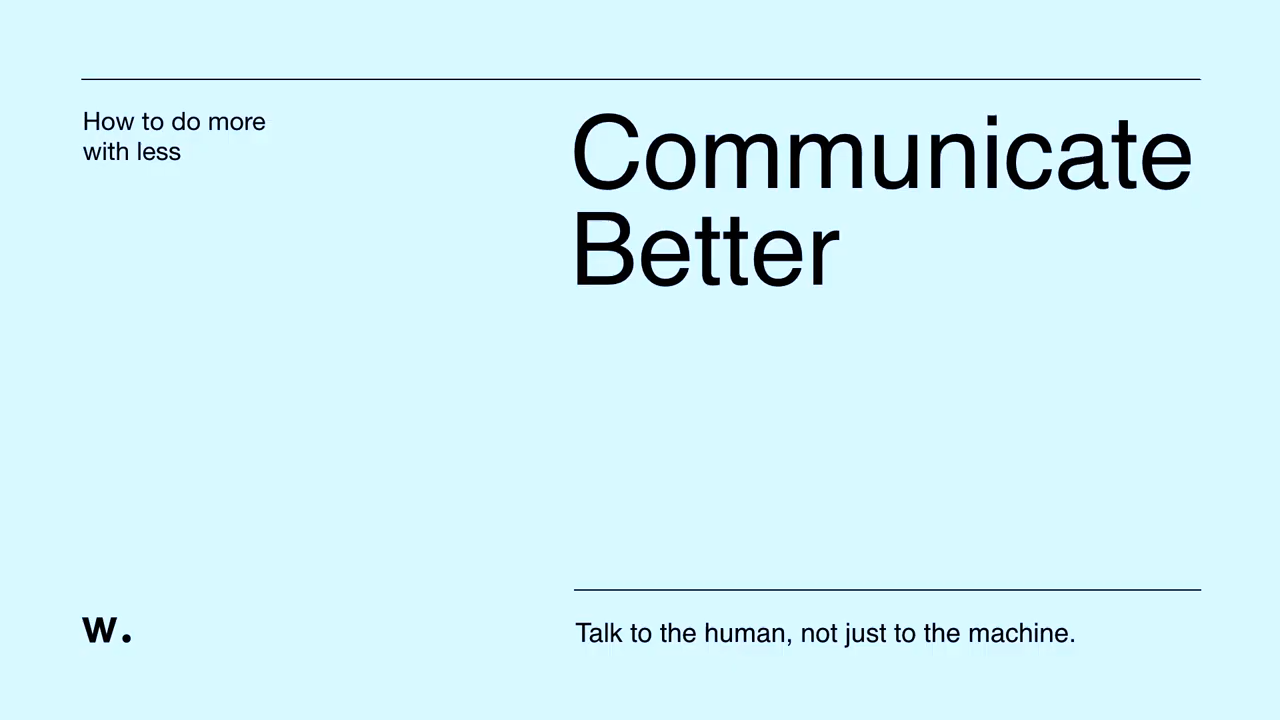 How to do more
with less
Communicate
Better
w.
Talk to the human, not just to the machine.